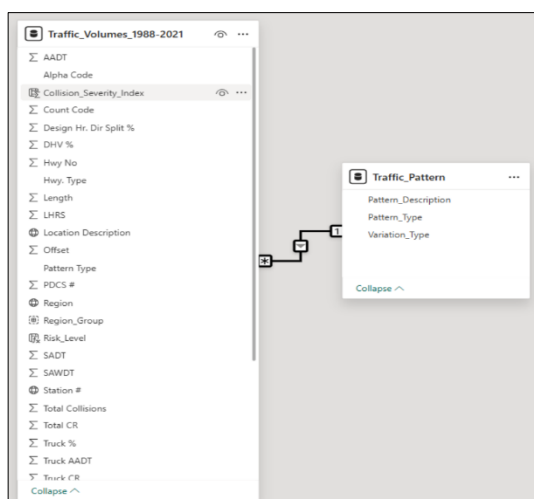 Traffic_Volumes_1988-2021
AADT
Alpha Code
Collision_Severity_Index
Count Code
Design Hr. Dir Split %
DHV %
Hwy No
Hwy. Type
Length
LHRS
Location Description
Offset
Pattern Type
PDCS #
Region
Region_Group
Risk_Level
SADT
SAWDT
Station #
Total Collisions
Total CR
Truck %
Truck AADT
Truck CR
Collapse
*
1
Traffic_Pattern
Pattern_Description
Pattern_Type
Variation_Type
Collapse